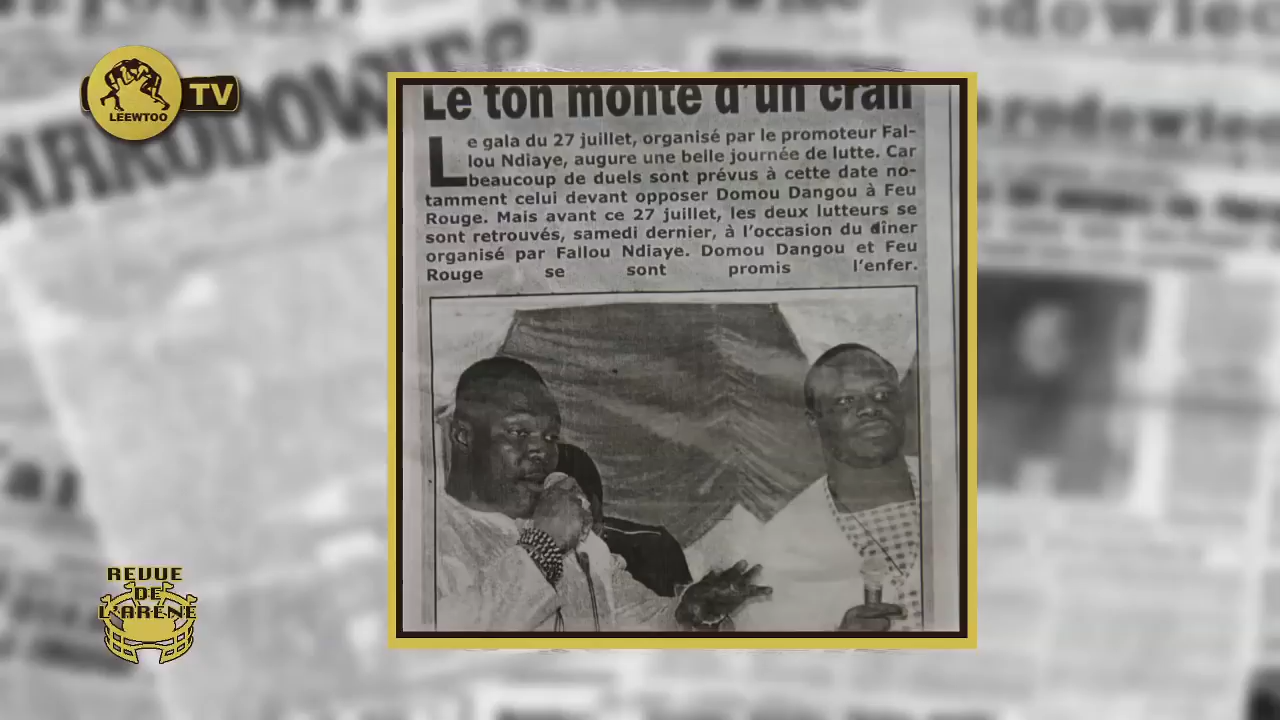 LEEWTOO
TV
Le ton monte d'un cran
Le gala du 27 juillet, organisé par le promoteur Fal-
lou Ndiaye, augure une belle journée de lutte. Car
beaucoup de duels sont prévus à cette date no-
tamment celui devant opposer Domou Dangou à Feu
Rouge. Mais avant ce 27 juillet, les deux lutteurs se
sont retrouvés, samedi dernier, à l'occasion du dîner
organisé par Fallou Ndiaye. Domou Dangou et Feu
Rouge se sont promis l'enfer.
REVUE
DE
L'ARÈNE
NARODOWIEC